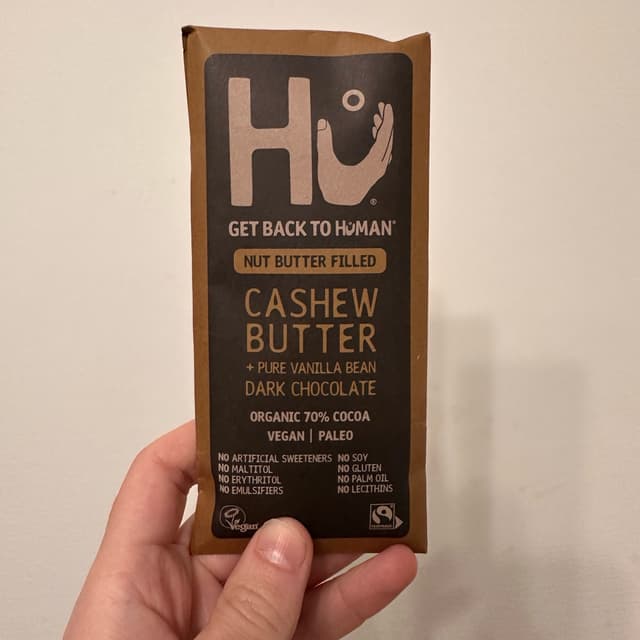 Hu
GET BACK TO HUMAN®
NUT BUTTER FILLED
CASHEW
BUTTER
+ PURE VANILLA BEAN
DARK CHOCOLATE
ORGANIC 70% COCOA
VEGAN | PALEO
NO ARTIFICIAL SWEETENERS NO SOY
NO MALTITOL NO GLUTEN
NO ERYTHRITOL NO PALM OIL
NO EMULSIFIERS NO LECITHINS
Vegan